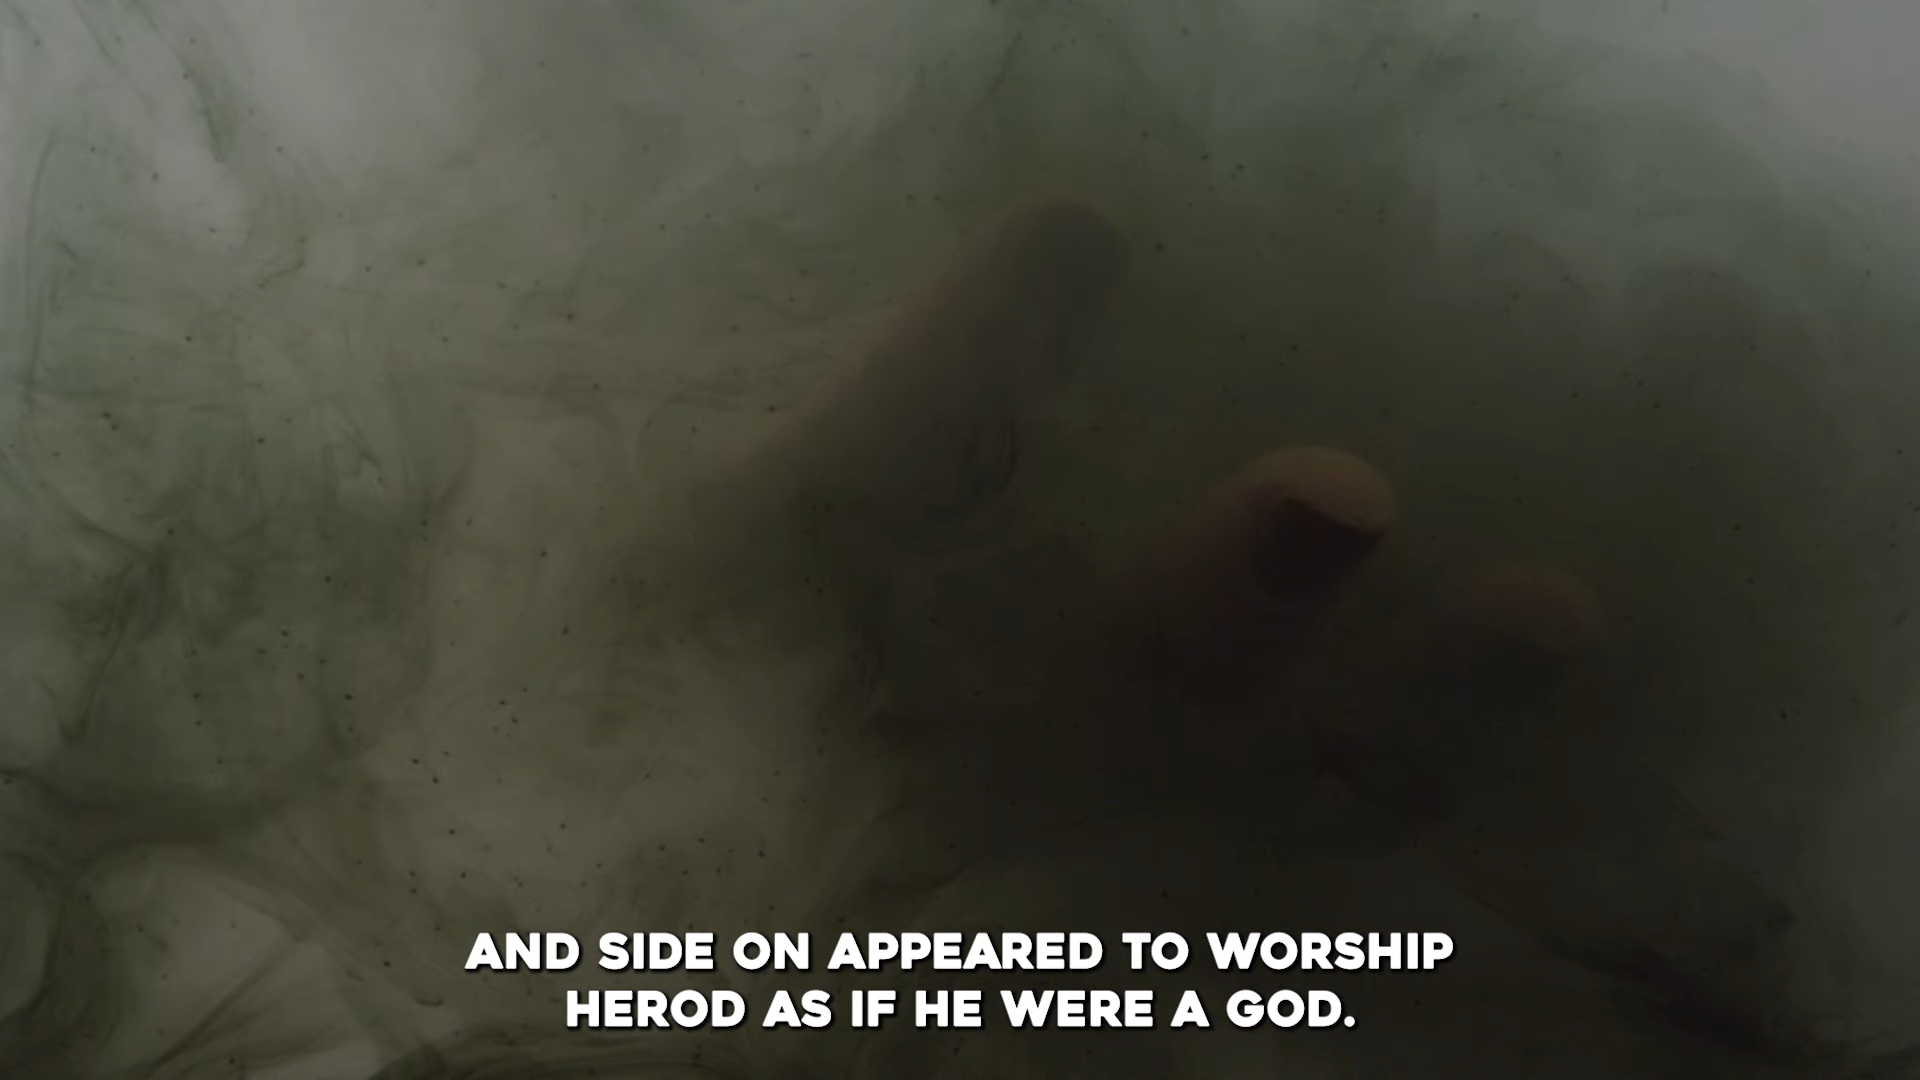 AND SIDE ON APPEARED TO WORSHIP
HEROD AS IF HE WERE A GOD.